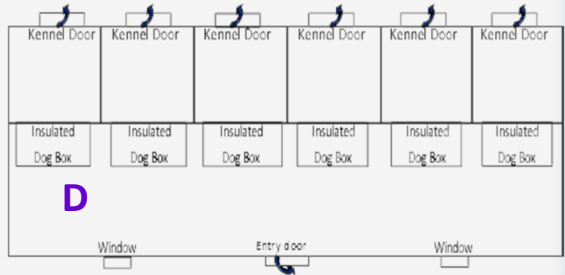 Kennel Door Kennel Door Kennel Door Kennel Door Kennel Door Kennel Door
Insulated Insulated Insulated Insulated Insulated Insulated
Dog Box Dog Box Dog Box Dog Box Dog Box Dog Box
D
Window Entry door Window